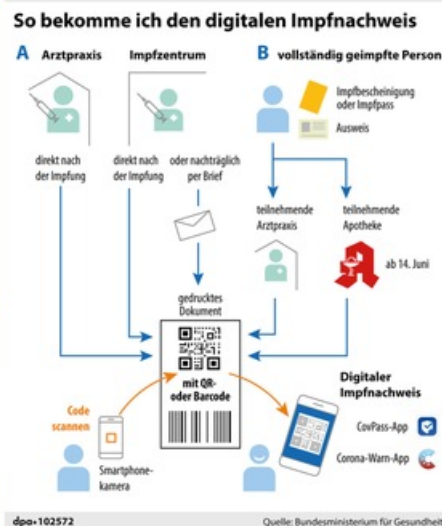 So bekomme ich den digitalen Impfnachweis
A Arztpraxis
Impfzentrum
B vollständig geimpfte Person
Impfbescheinigung
oder Impfpass
Ausweis
direkt nach
der Impfung
direkt nach
der Impfung
oder nachträglich
per Brief
teilnehmende
Arztpraxis
teilnehmende
Apotheke
ab 14. Juni
gedrucktes
Dokument
mit QR-
oder Barcode
Code
scannen
Smartphone-
kamera
Digitaler
Impfnachweis
CovPass-App
Corona-Warn-App
dpa•102572
Quelle: Bundesministerium für Gesundheit